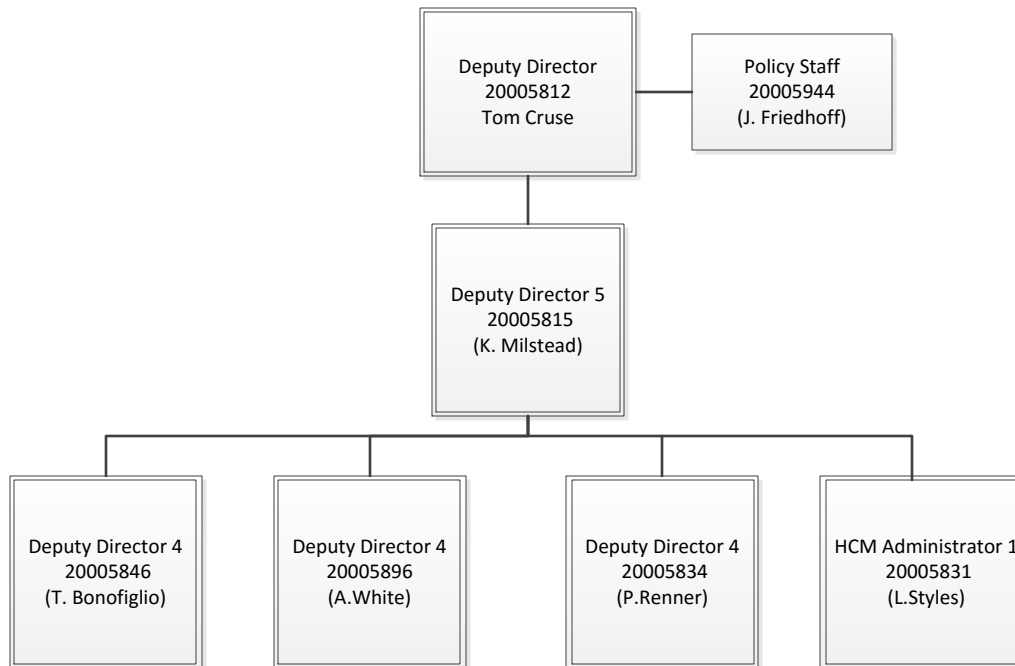 Deputy Director
20005812
Tom Cruse
Policy Staff
20005944
(J. Friedhoff)
Deputy Director 5
20005815
(K. Milstead)
Deputy Director 4
20005846
(T. Bonofiglio)
Deputy Director 4
20005896
(A.White)
Deputy Director 4
20005834
(P.Renner)
HCM Administrator 1
20005831
(L.Styles)